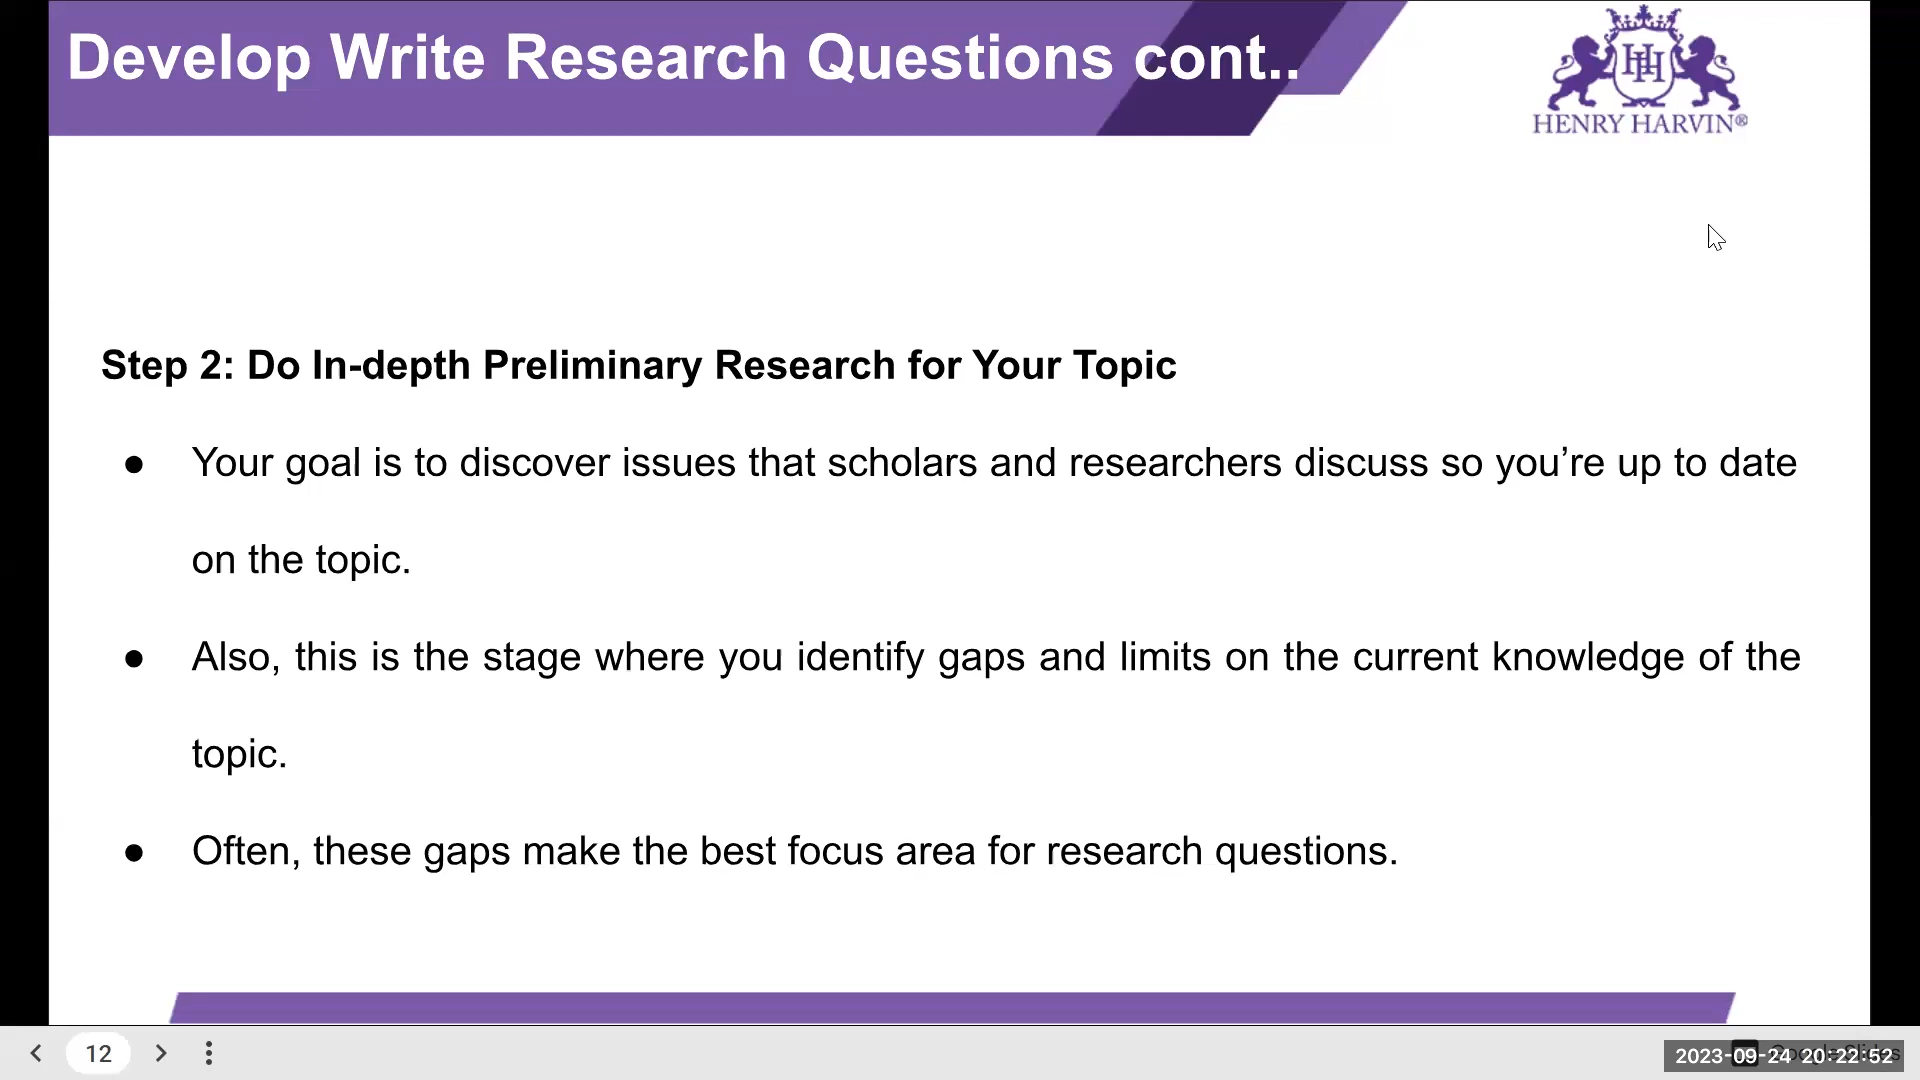 Develop Write Research Questions cont..
HENRY HARVIN®
Step 2: Do In-depth Preliminary Research for Your Topic
● Your goal is to discover issues that scholars and researchers discuss so you’re up to date
on the topic.
● Also, this is the stage where you identify gaps and limits on the current knowledge of the
topic.
● Often, these gaps make the best focus area for research questions.
12
2023-09-24 20:22:52